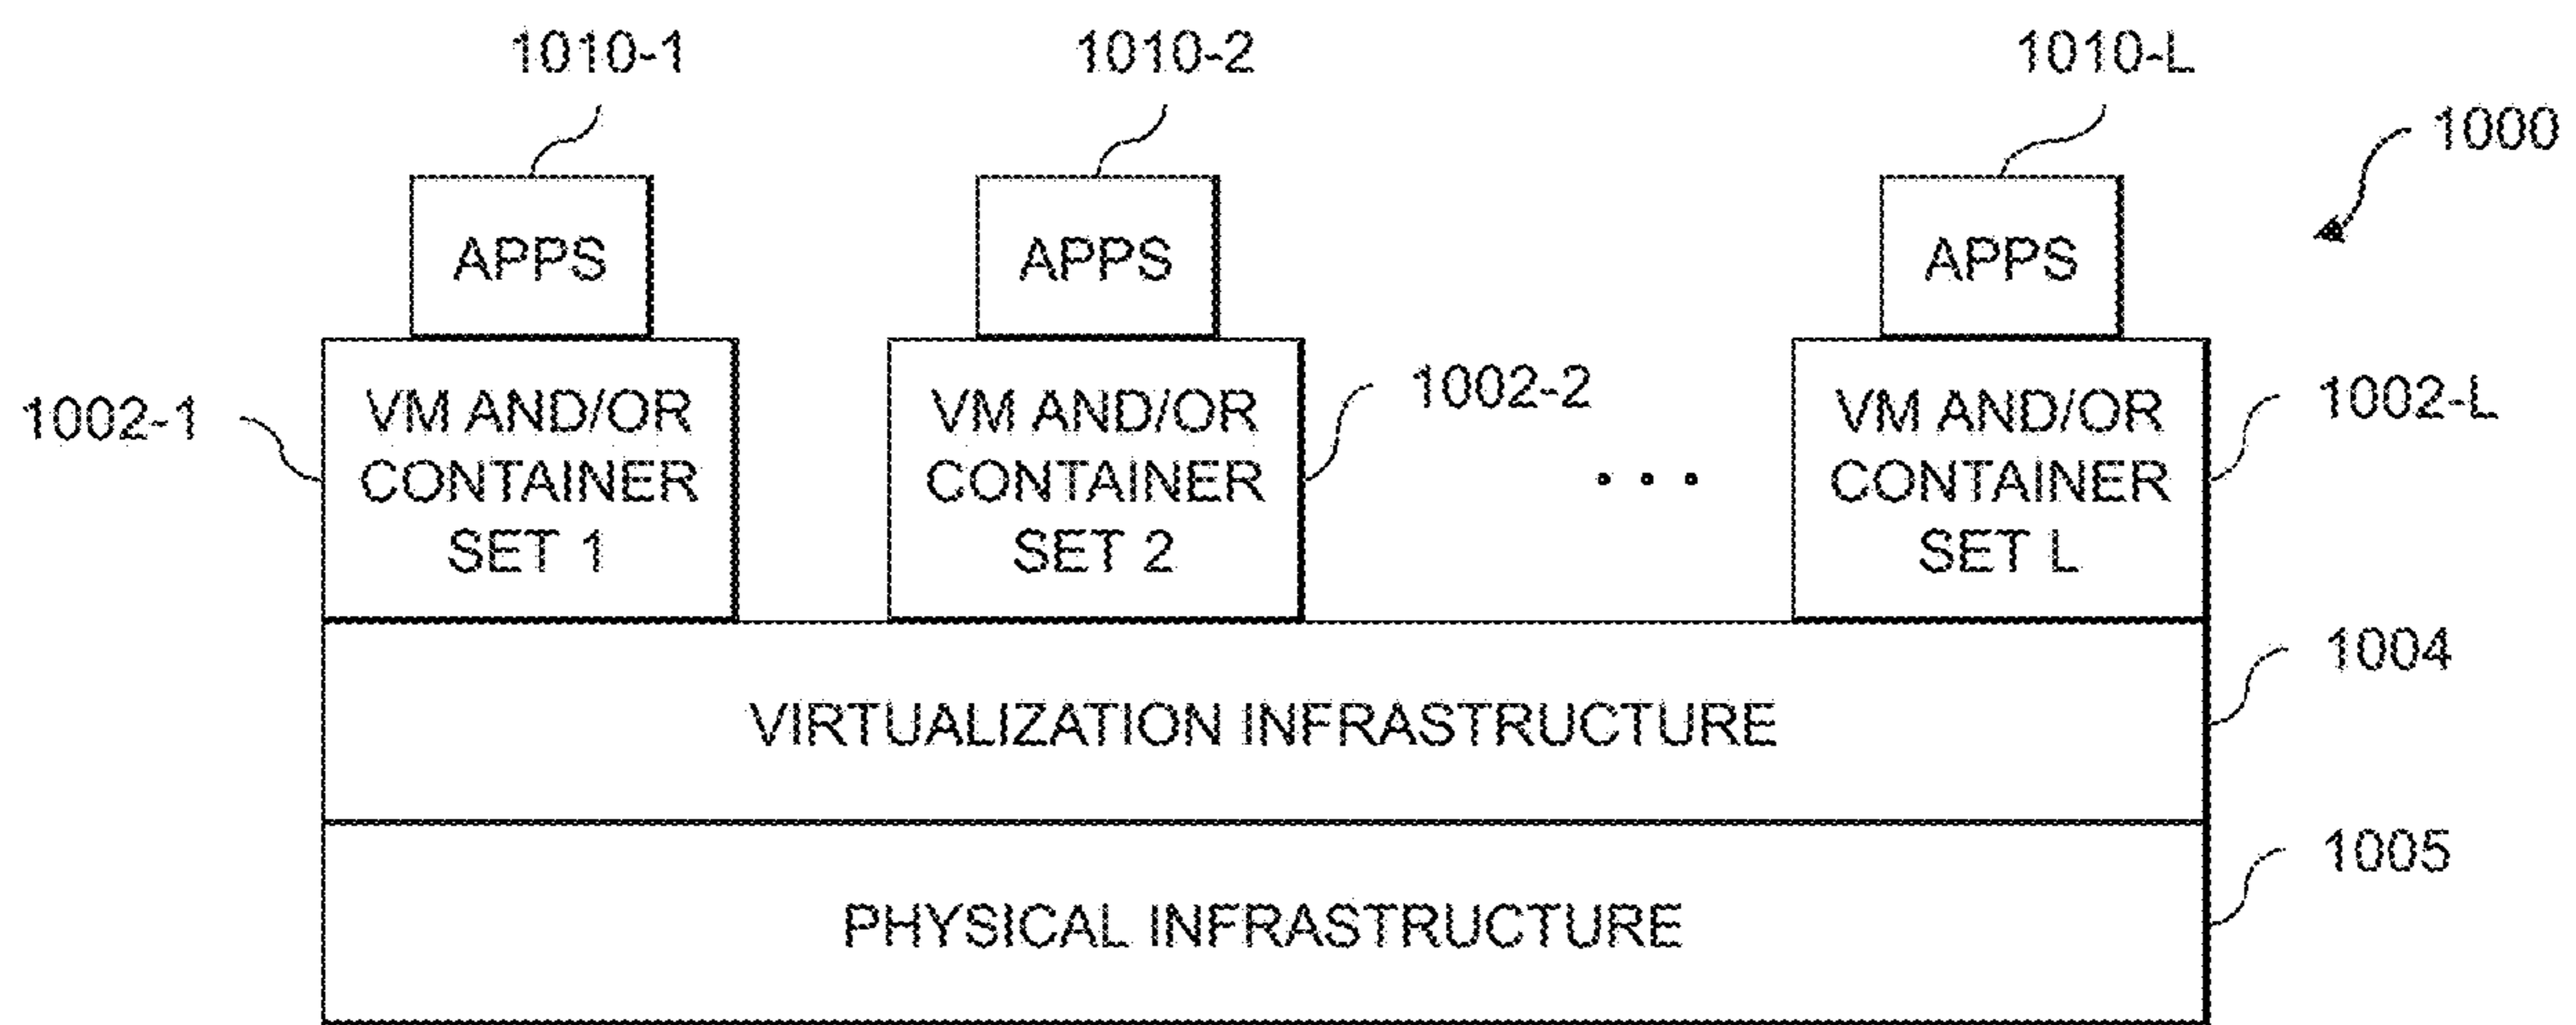 1010-1
1010-2
1010-L
1000
APPS
APPS
APPS
1002-1
VM AND/OR
CONTAINER
SET 1
VM AND/OR
CONTAINER
SET 2
1002-2
. . .
VM AND/OR
CONTAINER
SET L
1002-L
VIRTUALIZATION INFRASTRUCTURE
1004
PHYSICAL INFRASTRUCTURE
1005